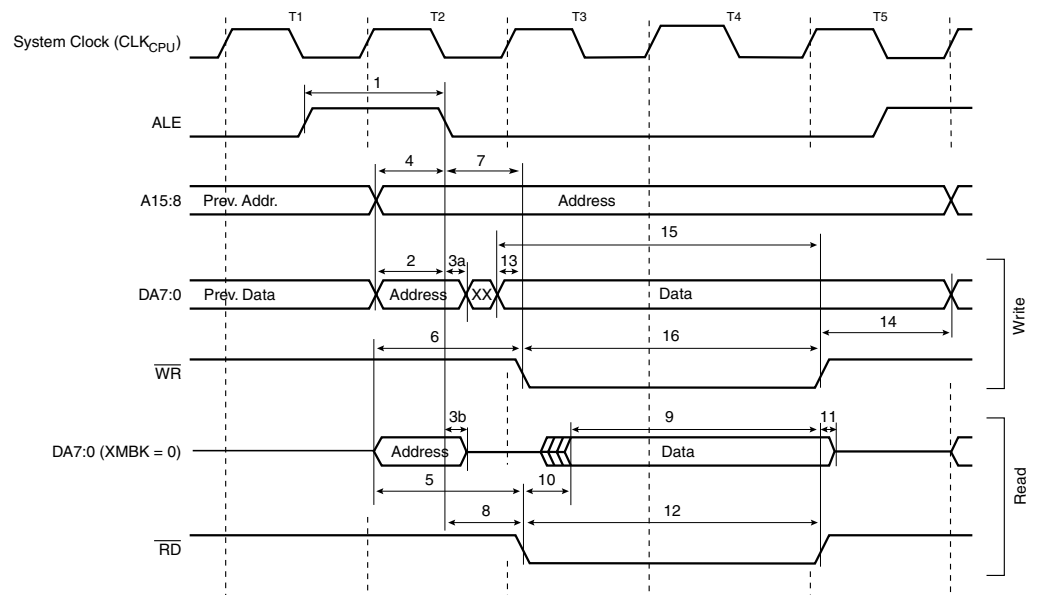 T1 T2 T3 T4 T5
System Clock (CLKCPU)
1
ALE
4 7
A15:8 Prev. Addr. Address
15
2 3a 13
DA7:0 Prev. Data Address XX Data
14
6 16
WR
Write
3b 9 11
DA7:0 (XMBK = 0) Address Data
5 10
8 12
RD
Read